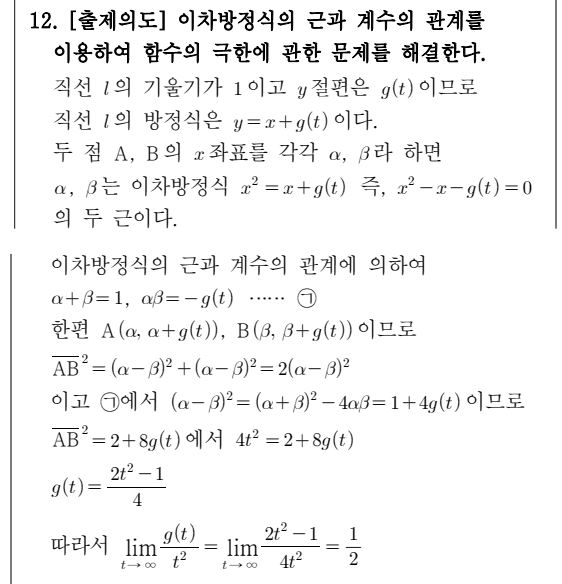 12. [출제의도] 이차방정식의 근과 계수의 관계를
이용하여 함수의 극한에 관한 문제를 해결한다.
직선 l의 기울기가 1이고 y절편은 g(t)이므로
직선 l의 방정식은 y=x+g(t)이다.
두 점 A, B의 x좌표를 각각 α, β라 하면
α, β는 이차방정식 x²=x+g(t) 즉, x²-x-g(t)=0
의 두 근이다.
이차방정식의 근과 계수의 관계에 의하여
α+β=1, αβ=-g(t) ⋯⋯ ㉠
한편 A(α, α+g(t)), B(β, β+g(t))이므로
A̅B̅²=(α-β)²+(α-β)²=2(α-β)²
이고 ㉠에서 (α-β)²=(α+β)²-4αβ=1+4g(t)이므로
A̅B̅²=2+8g(t)에서 4t²=2+8g(t)
g(t)=(2t²-1)/4
따라서 lim_{t→∞} g(t)/t² = lim_{t→∞} (2t²-1)/4t² = 1/2